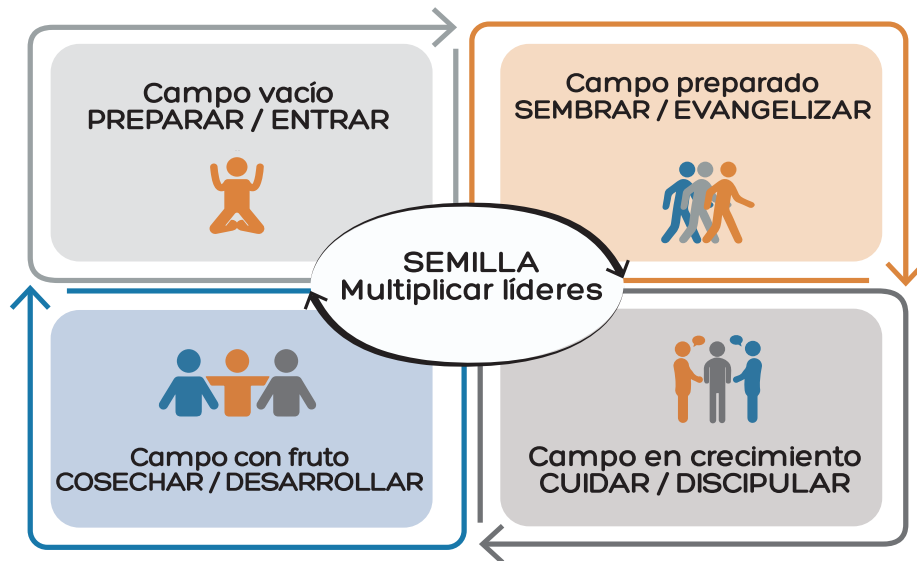 Campo vacío
PREPARAR / ENTRAR
Campo preparado
SEMBRAR / EVANGELIZAR
SEMILLA
Multiplicar líderes
Campo con fruto
COSECHAR / DESARROLLAR
Campo en crecimiento
CUIDAR / DISCIPULAR